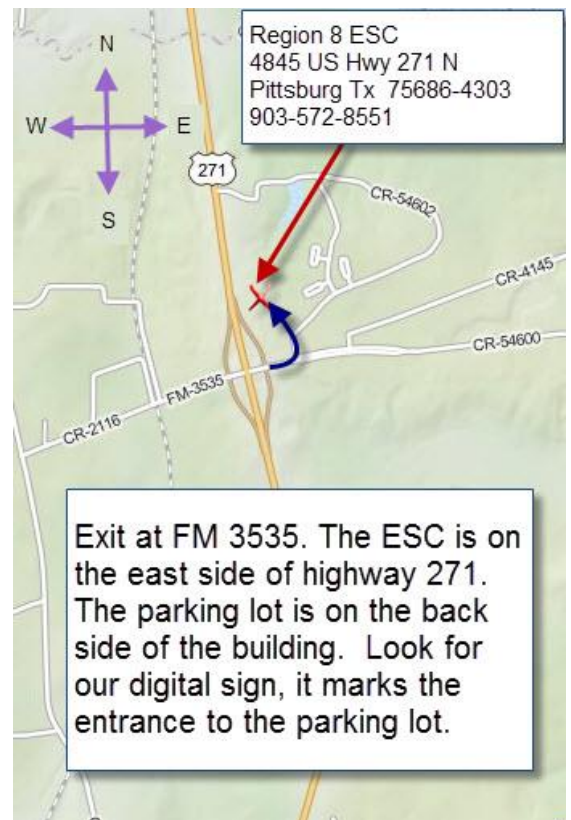 N
W
E
S
Region 8 ESC
4845 US Hwy 271 N
Pittsburg Tx  75686-4303
903-572-8551
271
CR-54602
CR-4145
CR-54600
FM-3535
CR-2116
Exit at FM 3535. The ESC is on
the east side of highway 271.
The parking lot is on the back
side of the building.  Look for
our digital sign, it marks the
entrance to the parking lot.